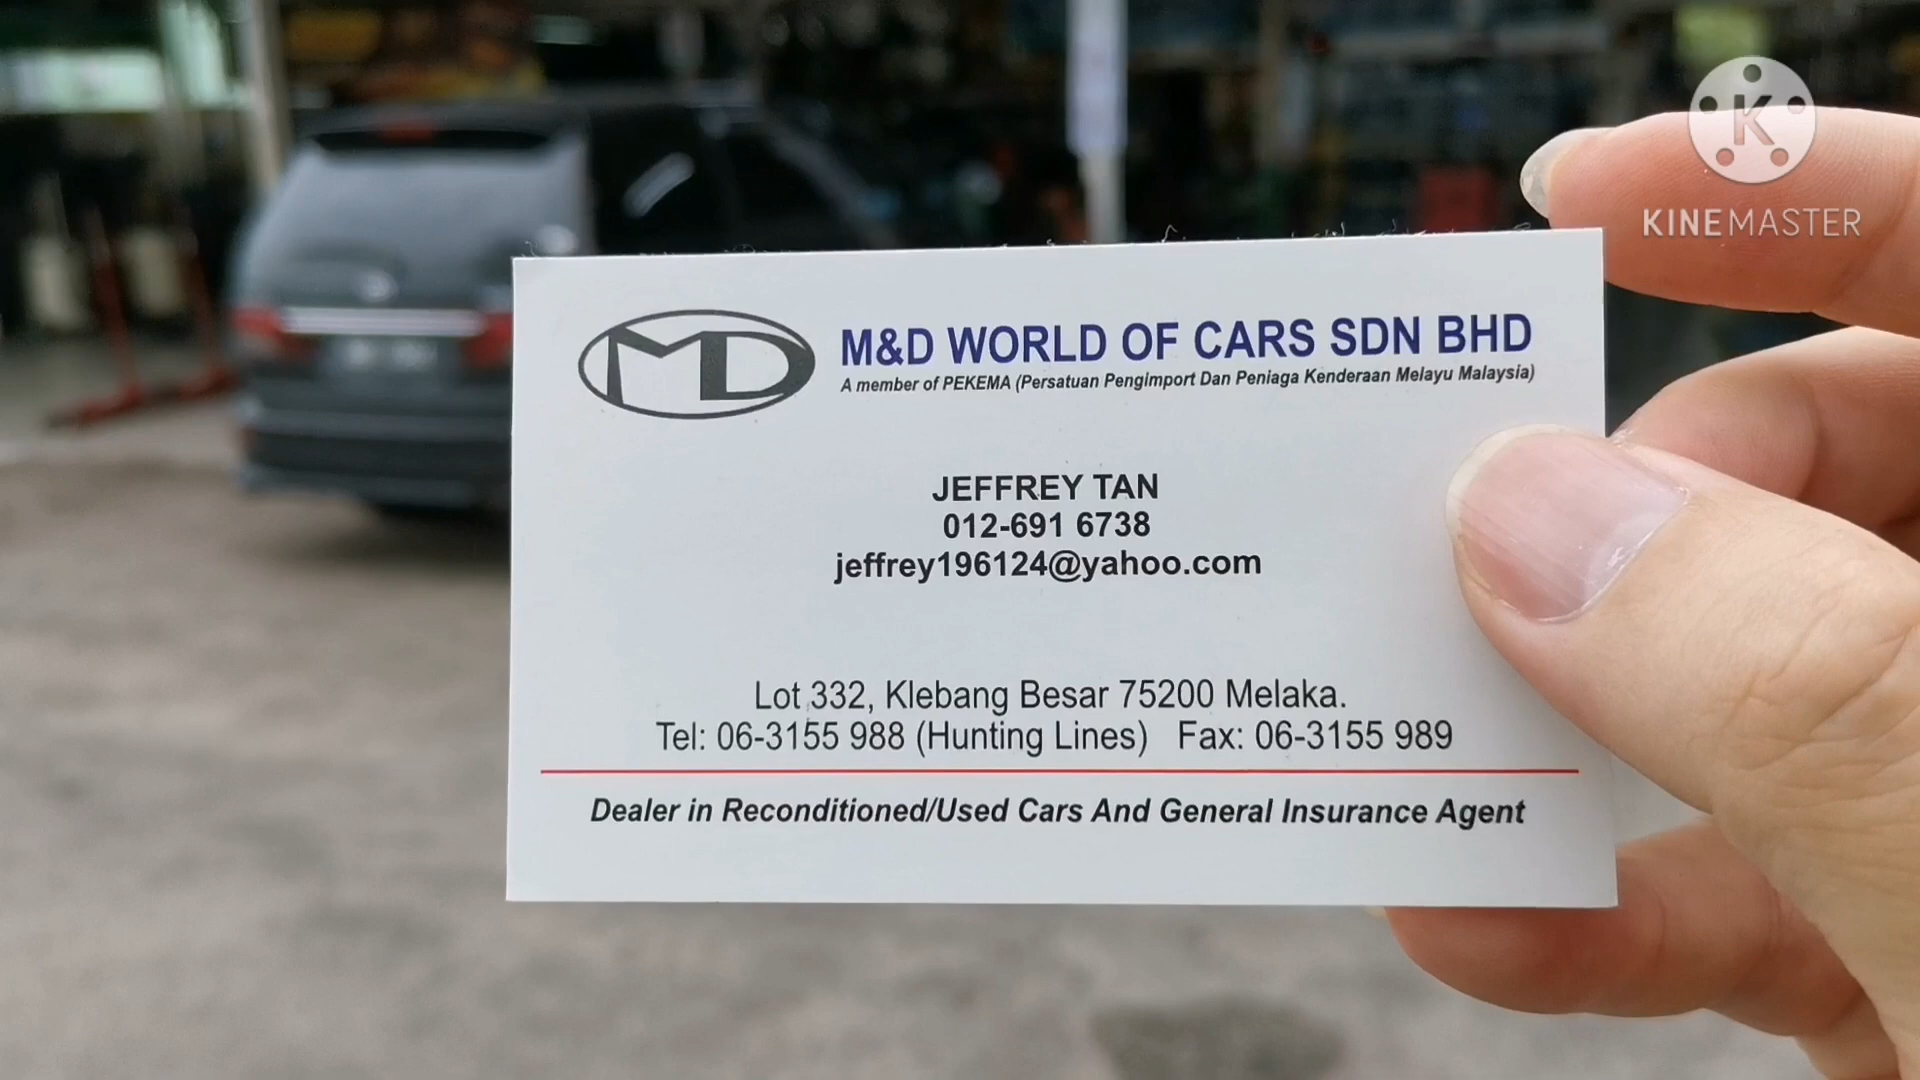 K
KINEMASTER
MD
M&D WORLD OF CARS SDN BHD
A member of PEKEMA (Persatuan Pengimport Dan Peniaga Kenderaan Melayu Malaysia)
JEFFREY TAN
012-691 6738
jeffrey196124@yahoo.com
Lot 332, Klebang Besar 75200 Melaka.
Tel: 06-3155 988 (Hunting Lines) Fax: 06-3155 989
Dealer in Reconditioned/Used Cars And General Insurance Agent